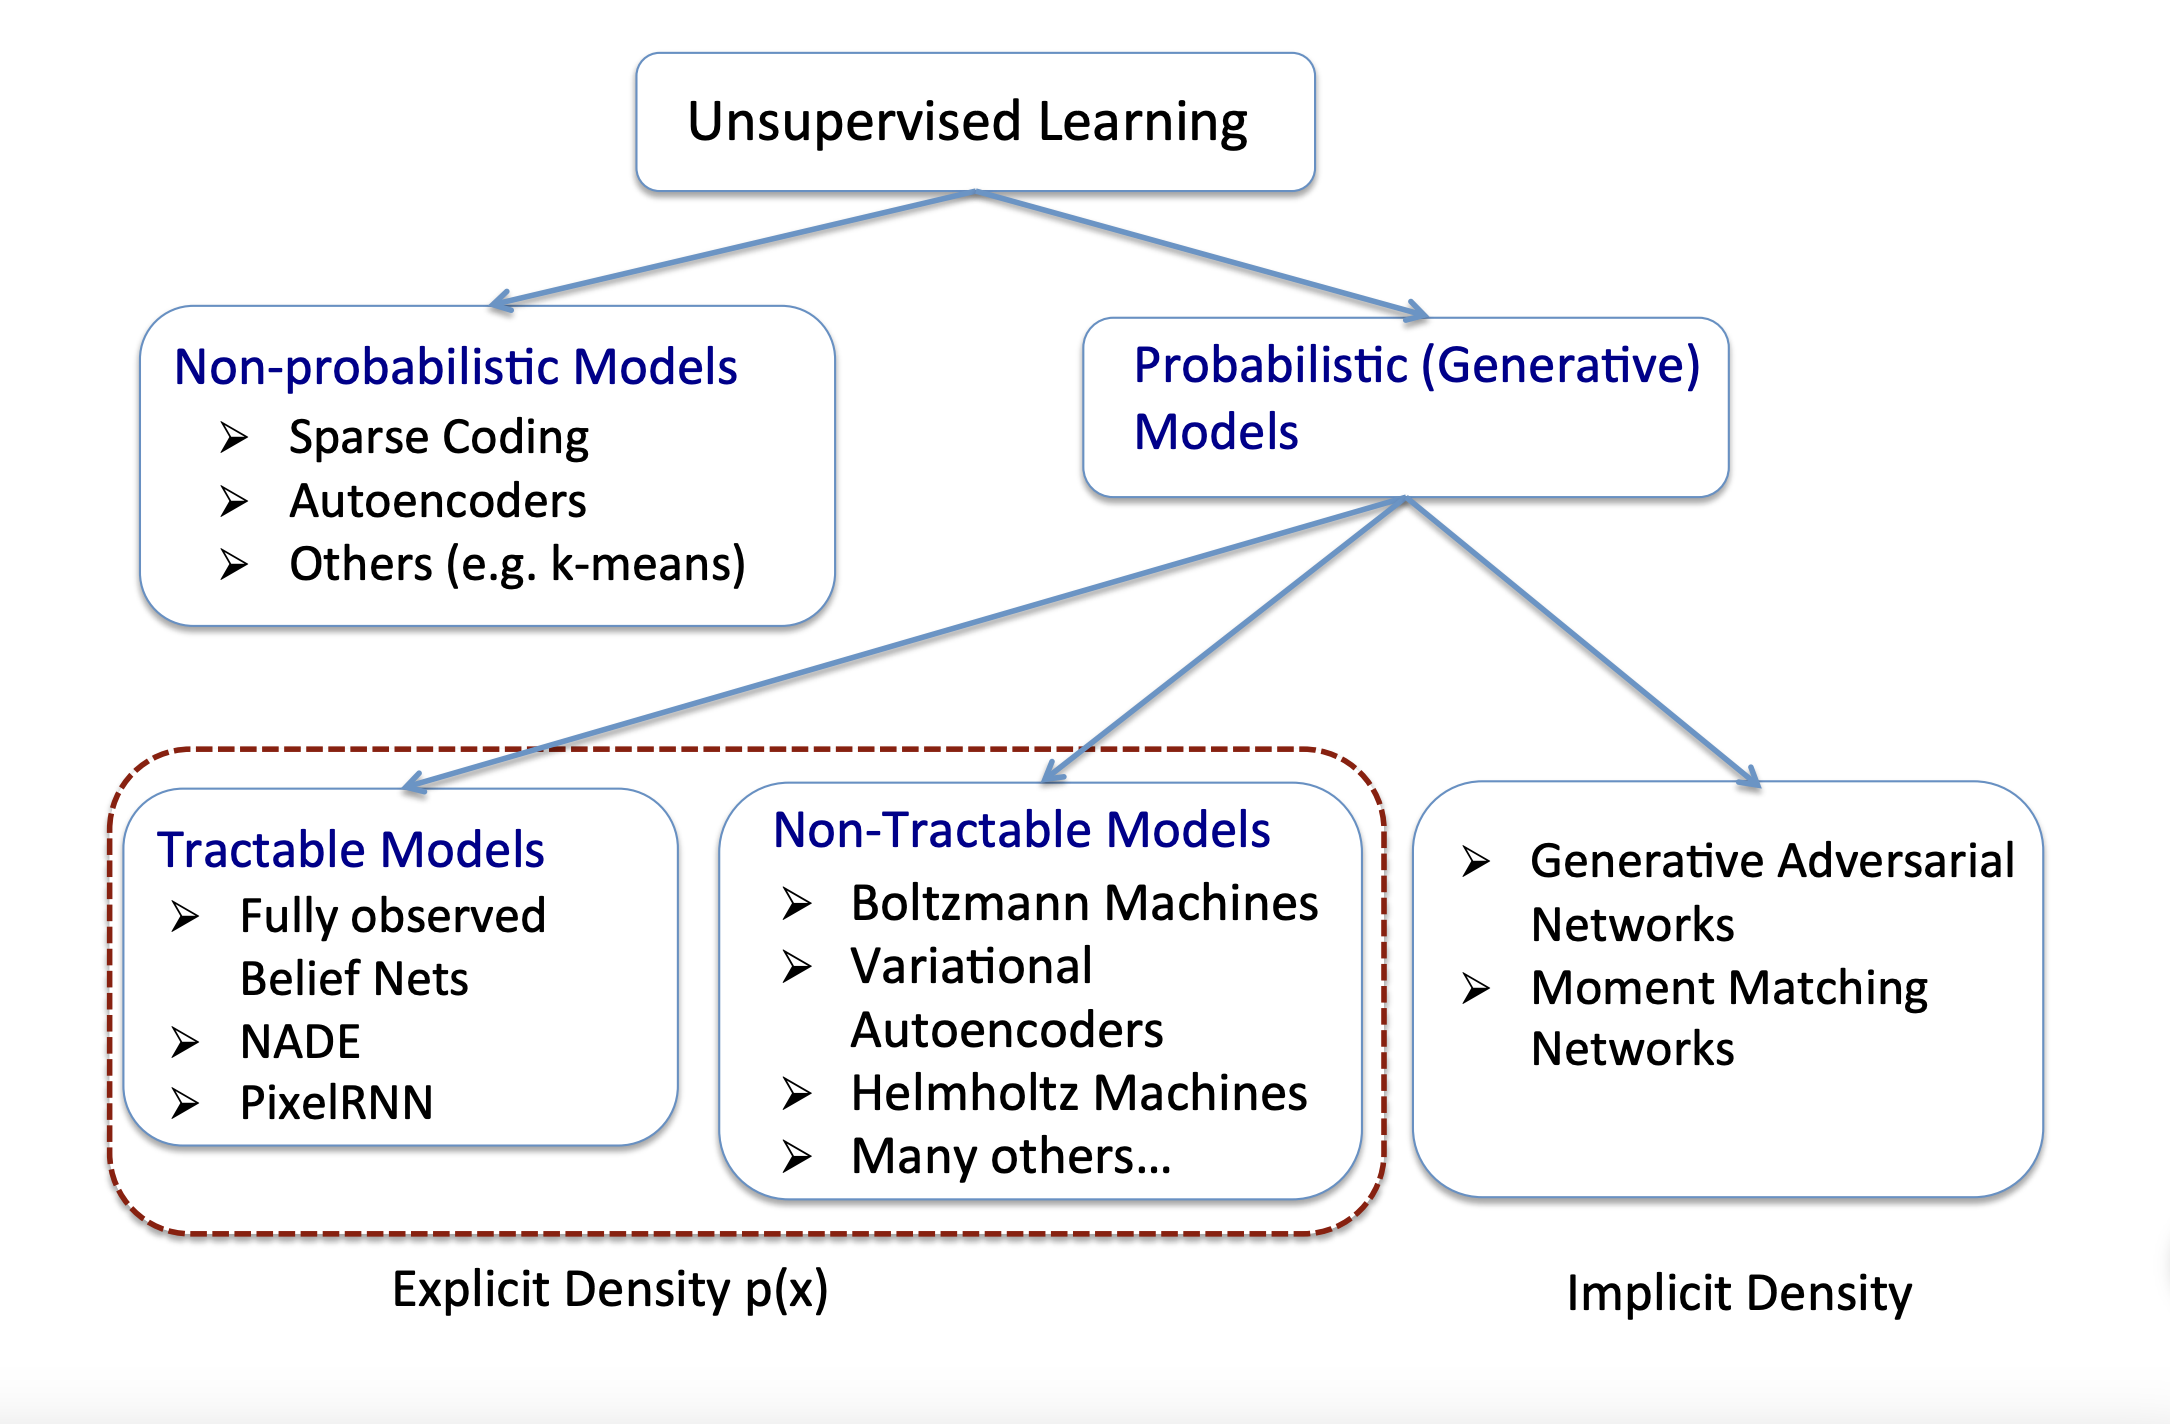 Unsupervised Learning
Non-probabilistic Models
➢ Sparse Coding
➢ Autoencoders
➢ Others (e.g. k-means)
Probabilistic (Generative)
Models
Tractable Models
➢ Fully observed
Belief Nets
➢ NADE
➢ PixelRNN
Non-Tractable Models
➢ Boltzmann Machines
➢ Variational
Autoencoders
➢ Helmholtz Machines
➢ Many others…
➢ Generative Adversarial
Networks
➢ Moment Matching
Networks
Explicit Density p(x)
Implicit Density